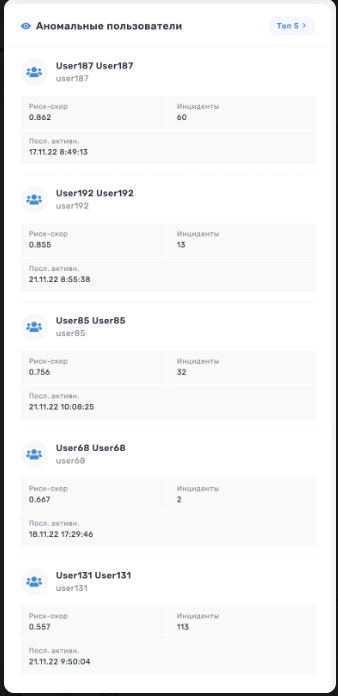 Аномальные пользователи
Топ 5 >
User187 User187
user187
Риск-скор Инциденты
0.862 60
Посл. активн.
17.11.22 8:49:13
User192 User192
user192
Риск-скор Инциденты
0.855 13
Посл. активн.
21.11.22 8:55:38
User85 User85
user85
Риск-скор Инциденты
0.756 32
Посл. активн.
21.11.22 10:08:25
User68 User68
user68
Риск-скор Инциденты
0.667 2
Посл. активн.
18.11.22 17:29:46
User131 User131
user131
Риск-скор Инциденты
0.557 113
Посл. активн.
21.11.22 9:50:04